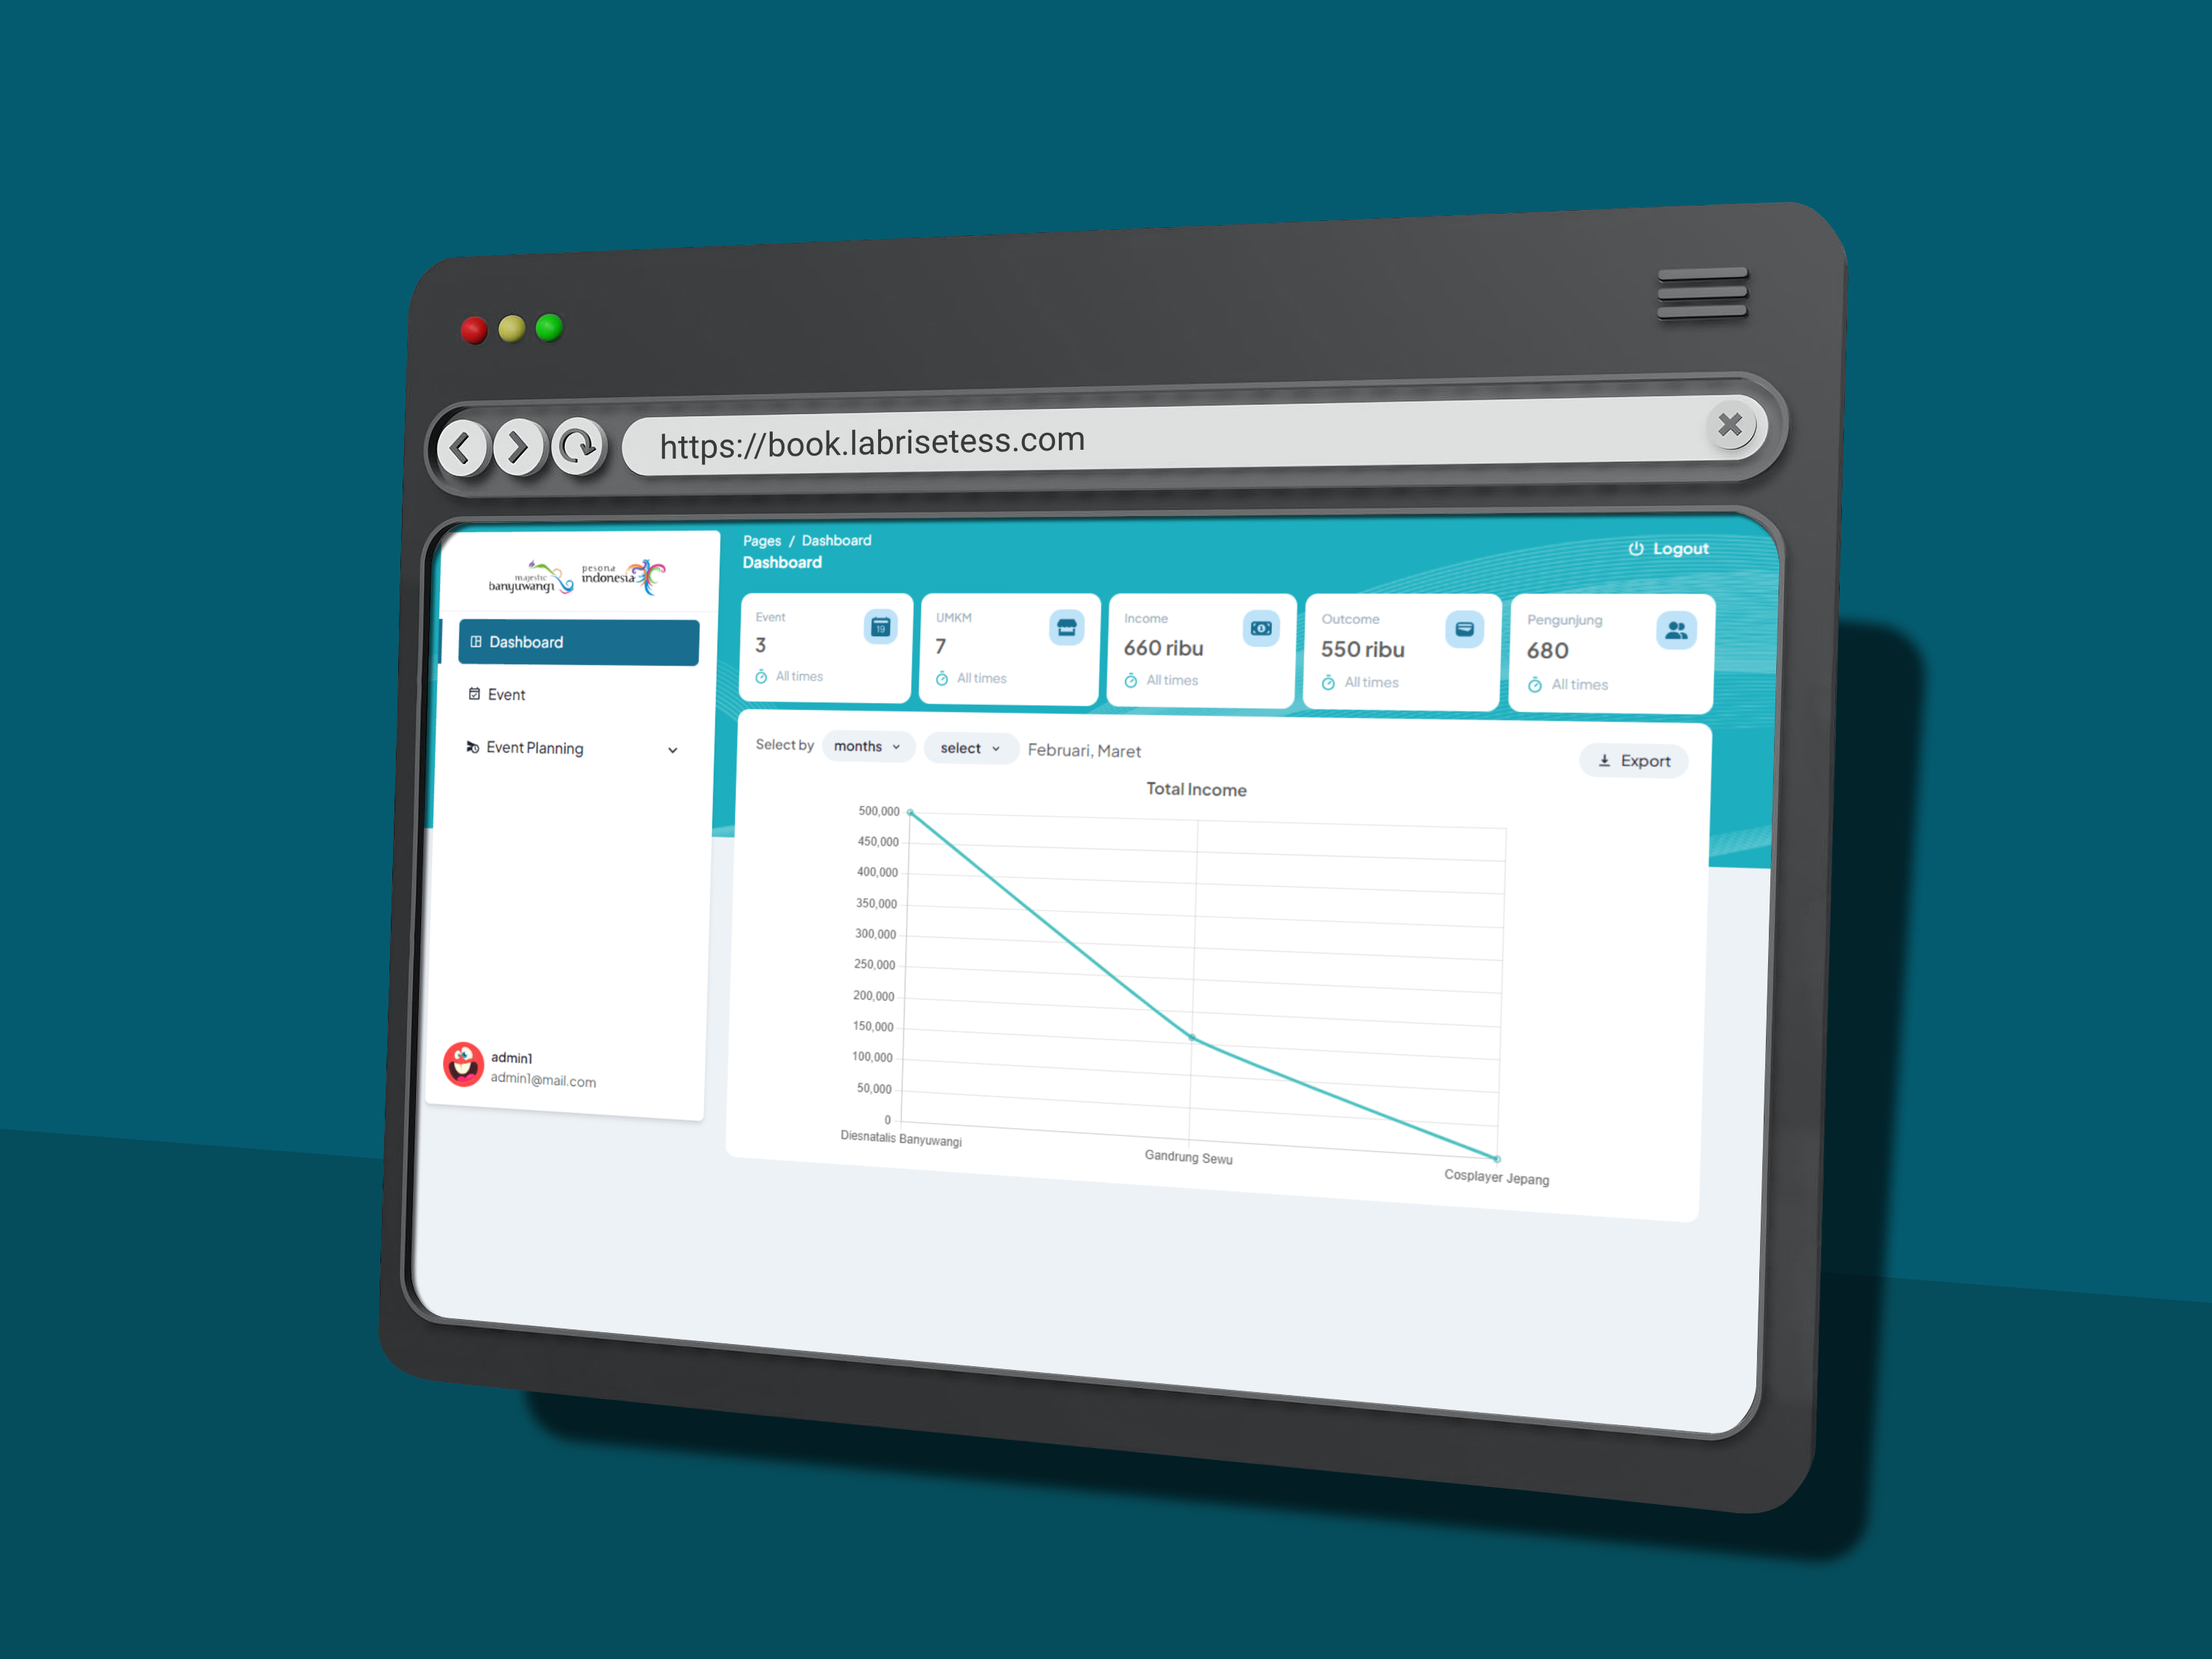 https://book.labrisetess.com
majestic
banyuwangi
pesona
indonesia
Pages / Dashboard
Dashboard
Logout
Dashboard
Event
Event Planning
Event
3
All times
UMKM
7
All times
Income
660 ribu
All times
Outcome
550 ribu
All times
Pengunjung
680
All times
19
Select by months select Februari, Maret
Export
Total Income
500,000
450,000
400,000
350,000
300,000
250,000
200,000
150,000
100,000
50,000
0
Diesnatalis Banyuwangi
Gandrung Sewu
Cosplayer Jepang
admin1
admin1@mail.com